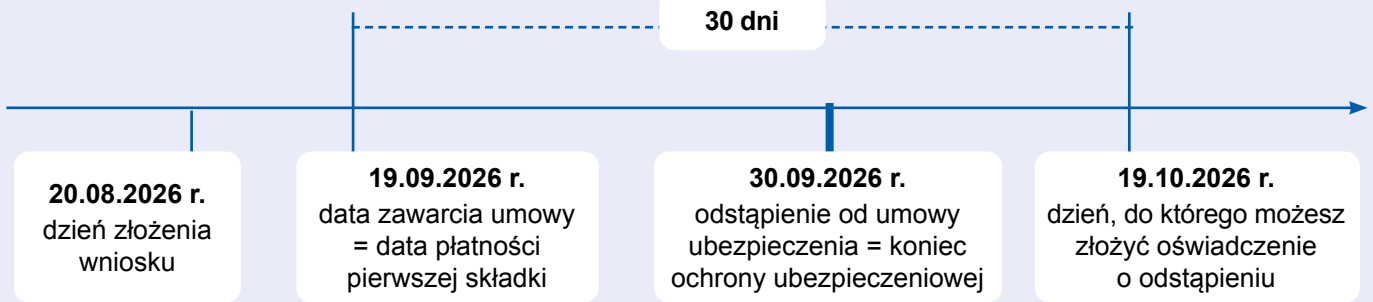 30 dni
20.08.2026 r.
dzień złożenia
wniosku
19.09.2026 r.
data zawarcia umowy
= data płatności
pierwszej składki
30.09.2026 r.
odstąpienie od umowy
ubezpieczenia = koniec
ochrony ubezpieczeniowej
19.10.2026 r.
dzień, do którego możesz
złożyć oświadczenie
o odstąpieniu